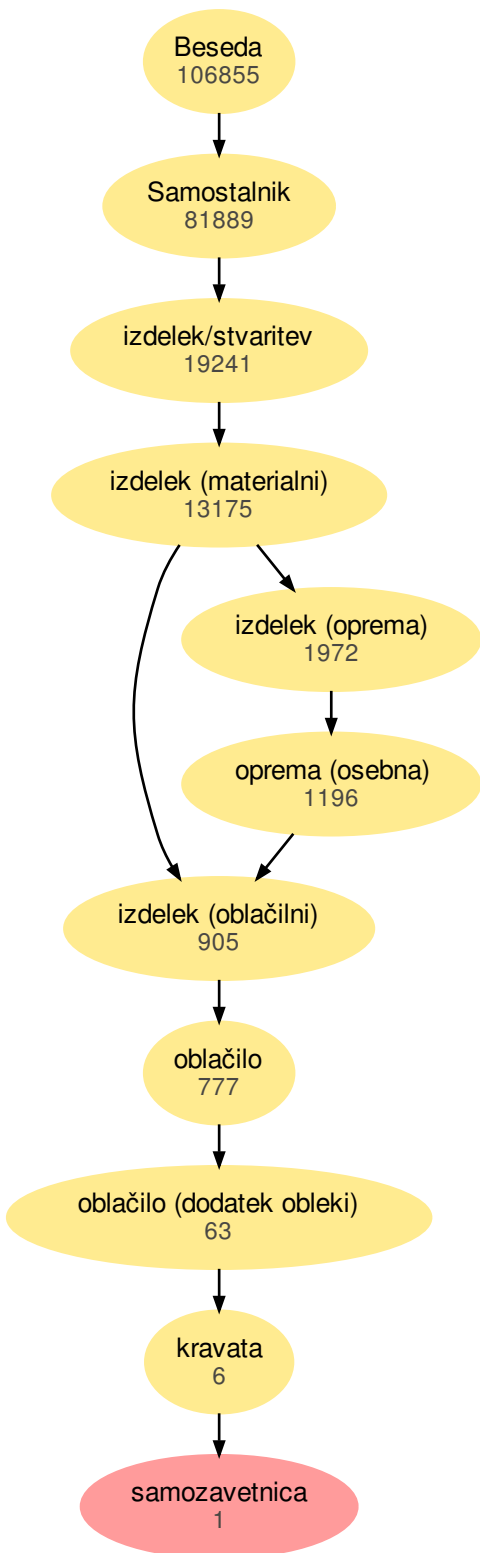 Beseda
106855
Samostalnik
81889
izdelek/stvaritev
19241
izdelek (materialni)
13175
izdelek (oprema)
1972
oprema (osebna)
1196
izdelek (oblačilni)
905
oblačilo
777
oblačilo (dodatek obleki)
63
kravata
6
samozavetnica
1